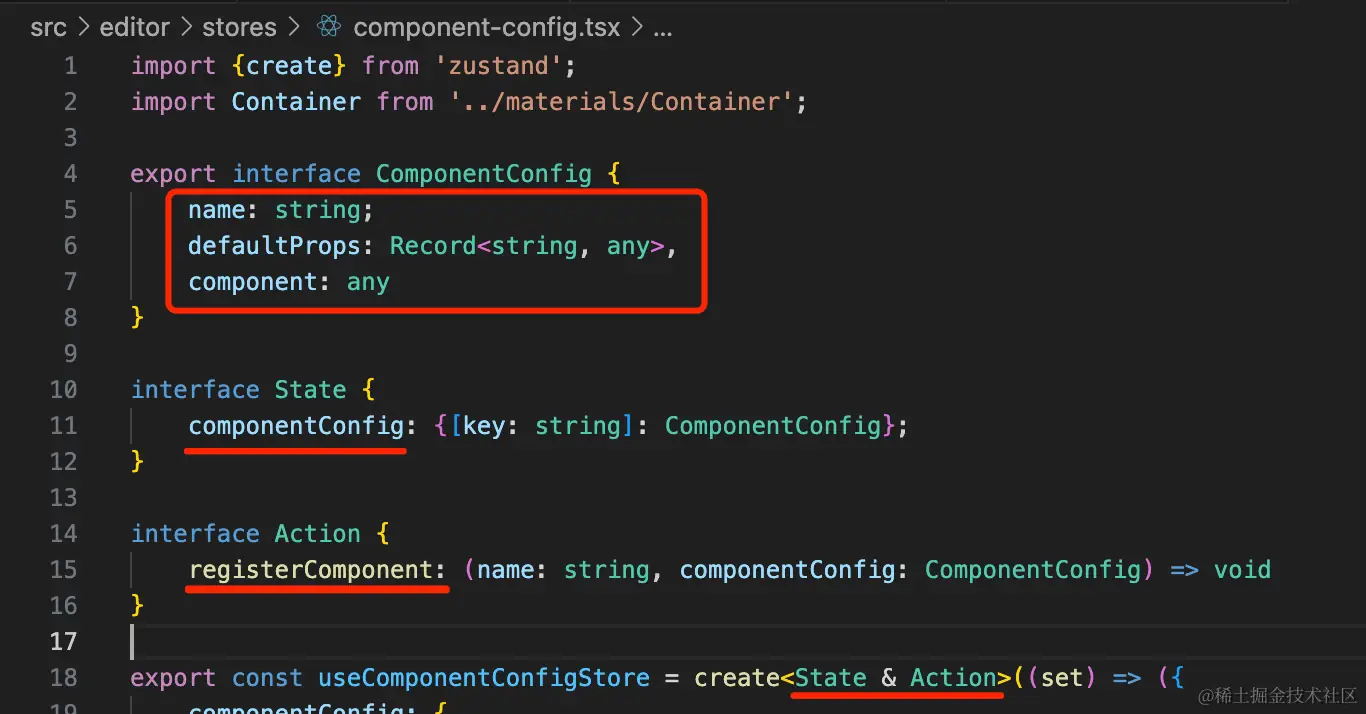 src > editor > stores > component-config.tsx > ...
1 import {create} from 'zustand';
2 import Container from '../materials/Container';
3
4 export interface ComponentConfig {
5 name: string;
6 defaultProps: Record<string, any>,
7 component: any
8 }
9
10 interface State {
11 componentConfig: {[key: string]: ComponentConfig};
12 }
13
14 interface Action {
15 registerComponent: (name: string, componentConfig: ComponentConfig) => void
16 }
17
18 export const useComponentConfigStore = create<State & Action>((set) => ({
19 componentConfig: {
@稀土掘金技术社区